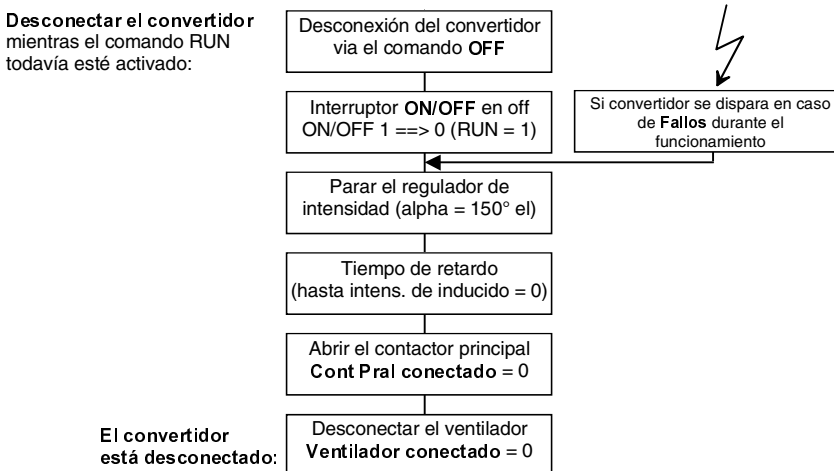 Desconectar el convertidor
mientras el comando RUN
todavía esté activado:
Desconexión del convertidor
via el comando OFF
Interruptor ON/OFF en off
ON/OFF 1 ==> 0 (RUN = 1)
Si convertidor se dispara en caso
de Fallos durante el
funcionamiento
Parar el regulador de
intensidad (alpha = 150° el)
Tiempo de retardo
(hasta intens. de inducido = 0)
Abrir el contactor principal
Cont Pral conectado = 0
El convertidor
está desconectado:
Desconectar el ventilador
Ventilador conectado = 0